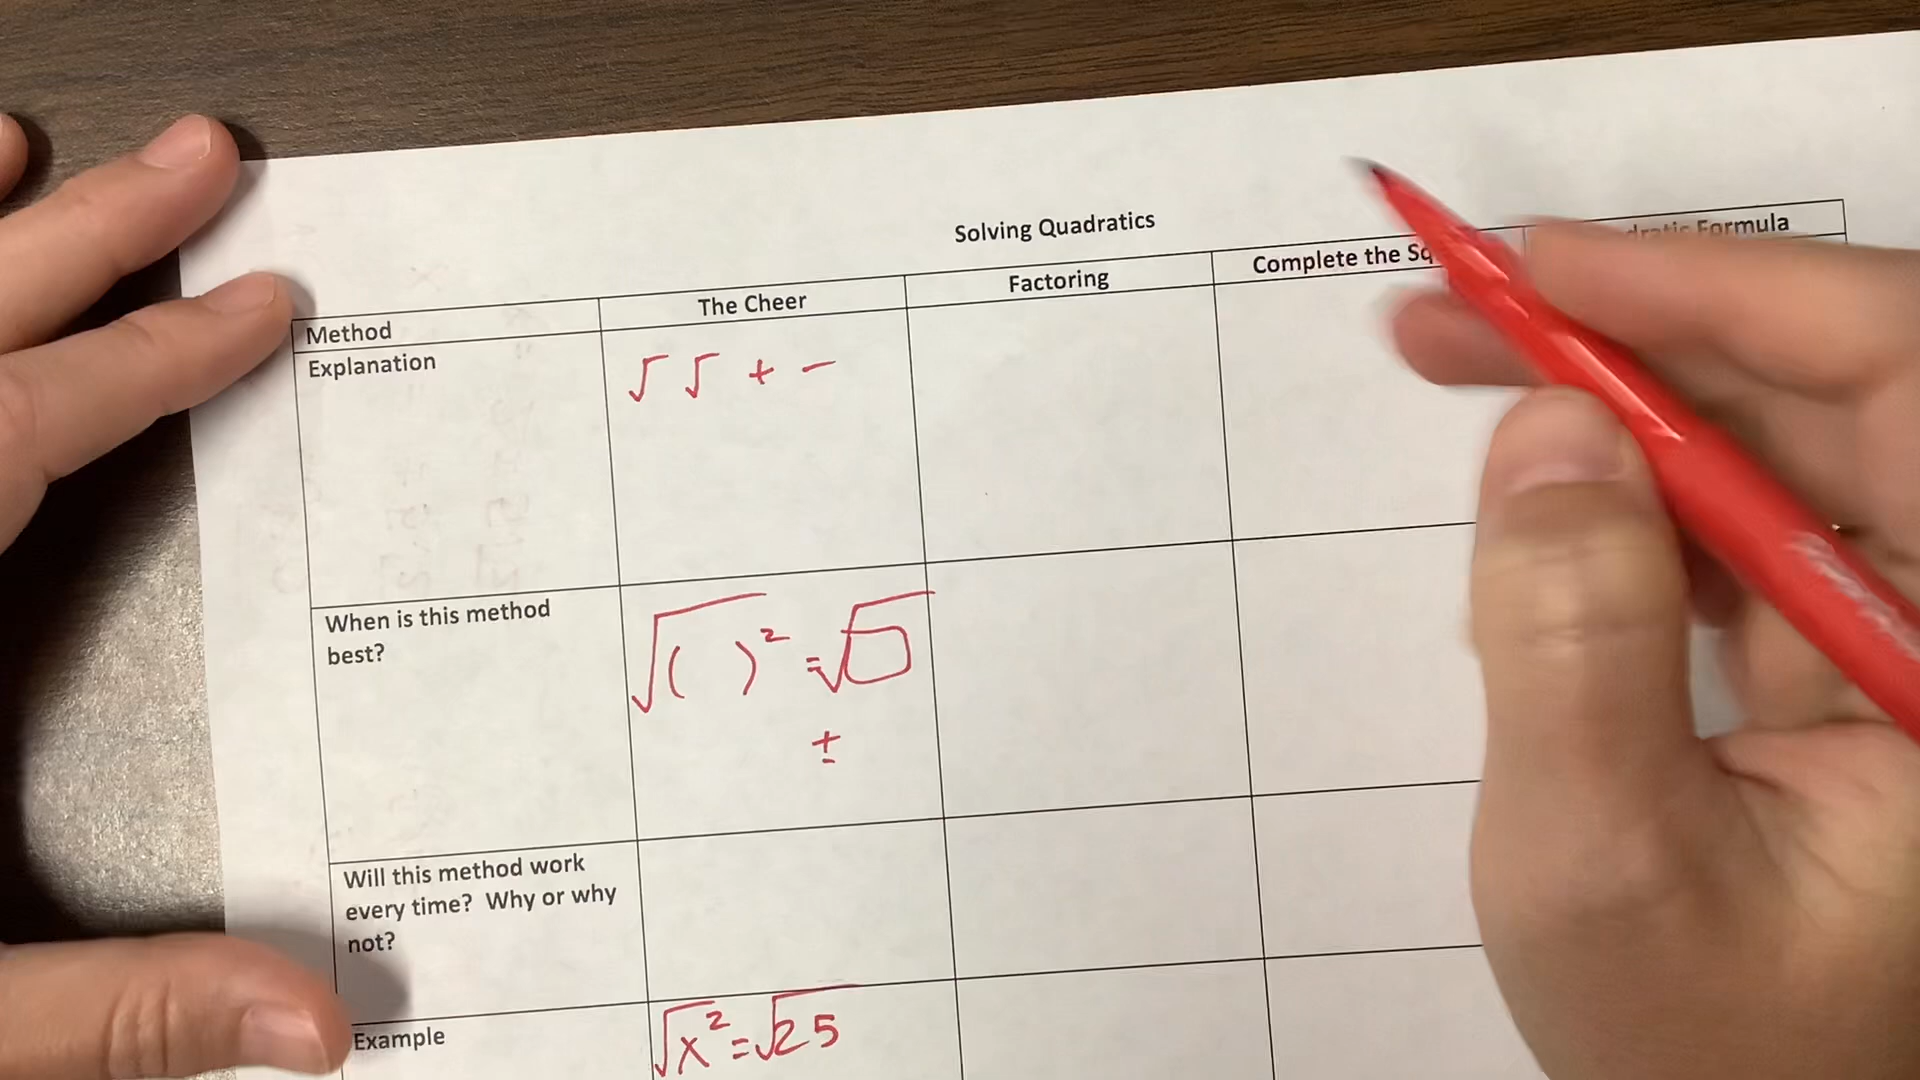 Solving Quadratics
Method
The Cheer
Factoring
Complete the
Formula
Explanation
√ √ + −
When is this method
best?
√( )² = √▢
±
Will this method work
every time? Why or why
not?
Example
√x² = √25